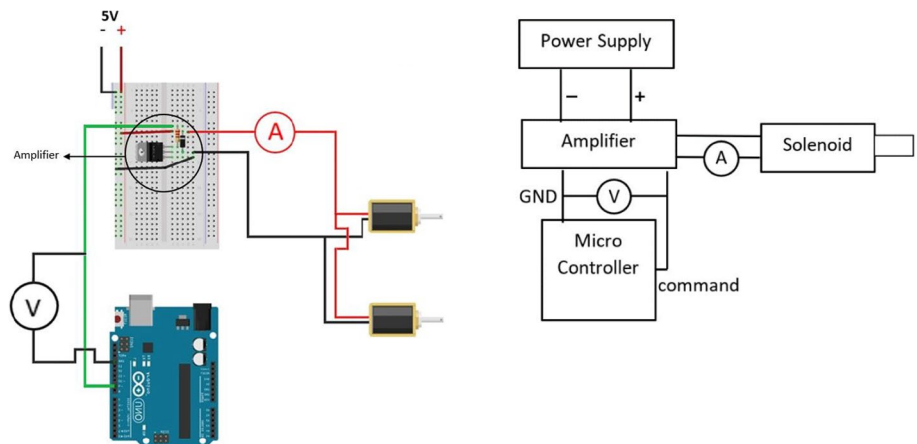 5V
- +
Amplifier
A
V
UNO
Power Supply
– +
Amplifier
Solenoid
A
GND
V
Micro
Controller
command